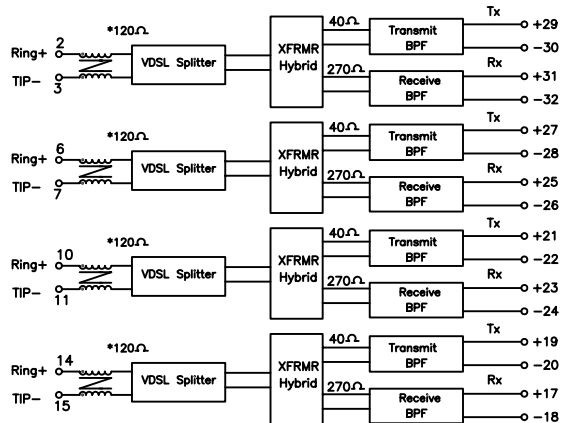 *120Ω
Ring+ 2
TIP− 3
VDSL Splitter
XFRMR Hybrid
40Ω
Transmit BPF
Tx
+29
−30
270Ω
Receive BPF
Rx
+31
−32
*120Ω
Ring+ 6
TIP− 7
VDSL Splitter
XFRMR Hybrid
40Ω
Transmit BPF
Tx
+27
−28
270Ω
Receive BPF
Rx
+25
−26
*120Ω
Ring+ 10
TIP− 11
VDSL Splitter
XFRMR Hybrid
40Ω
Transmit BPF
Tx
+21
−22
270Ω
Receive BPF
Rx
+23
−24
*120Ω
Ring+ 14
TIP− 15
VDSL Splitter
XFRMR Hybrid
40Ω
Transmit BPF
Tx
+19
−20
270Ω
Receive BPF
Rx
+17
−18